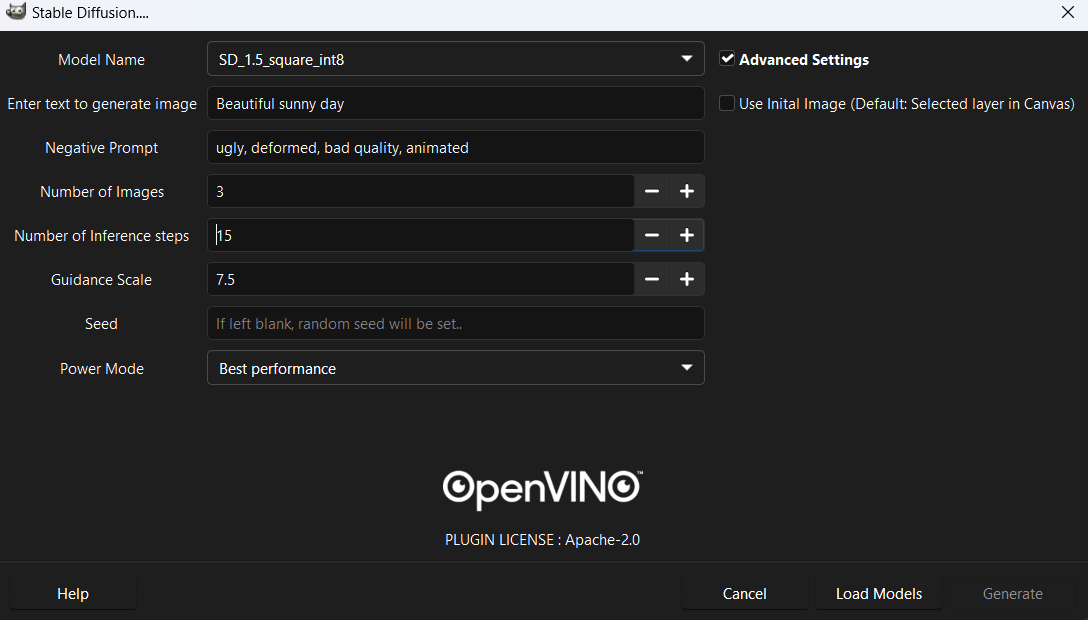 Stable Diffusion....
Model Name SD_1.5_square_int8 Advanced Settings
Enter text to generate image Beautiful sunny day Use Inital Image (Default: Selected layer in Canvas)
Negative Prompt ugly, deformed, bad quality, animated
Number of Images 3
Number of Inference steps 15
Guidance Scale 7.5
Seed If left blank, random seed will be set..
Power Mode Best performance
OpenVINO™
PLUGIN LICENSE : Apache-2.0
Help Cancel Load Models Generate